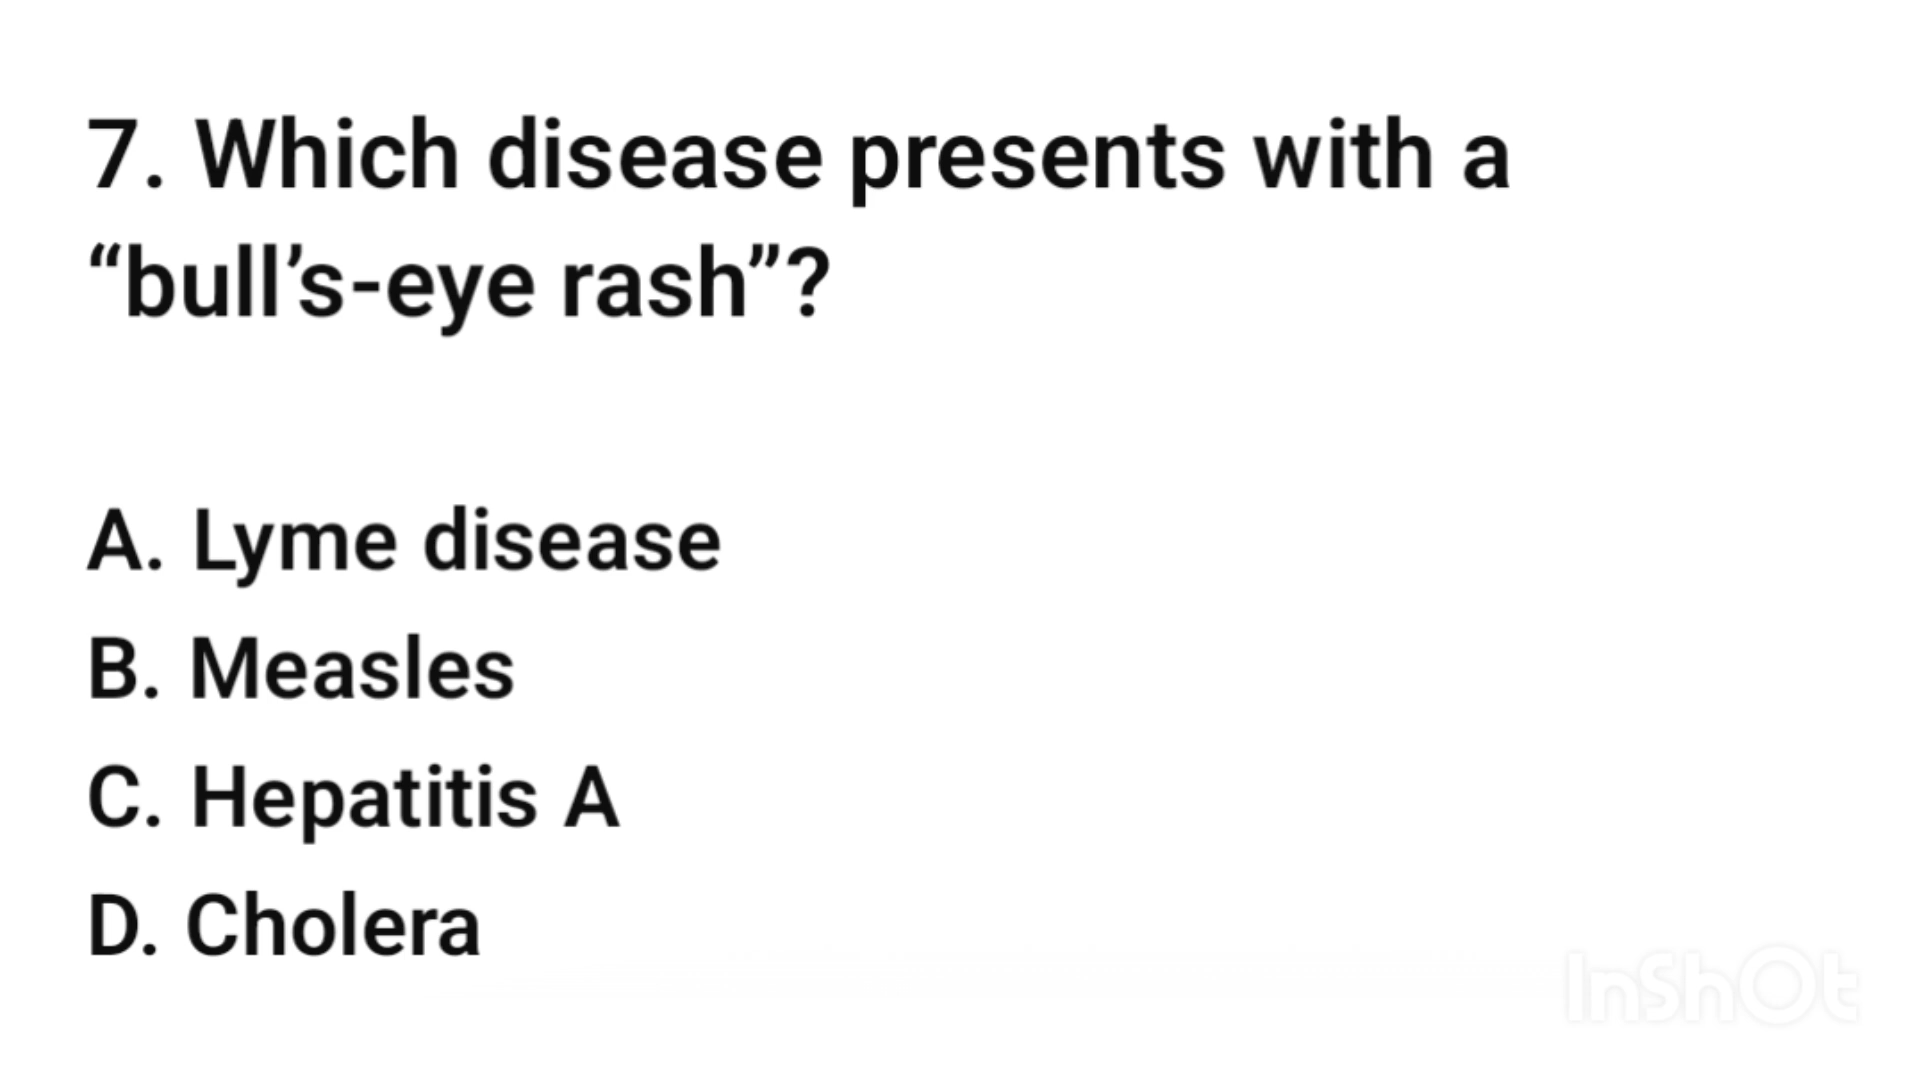 7. Which disease presents with a
“bull’s-eye rash”?
A. Lyme disease
B. Measles
C. Hepatitis A
D. Cholera
InShOt